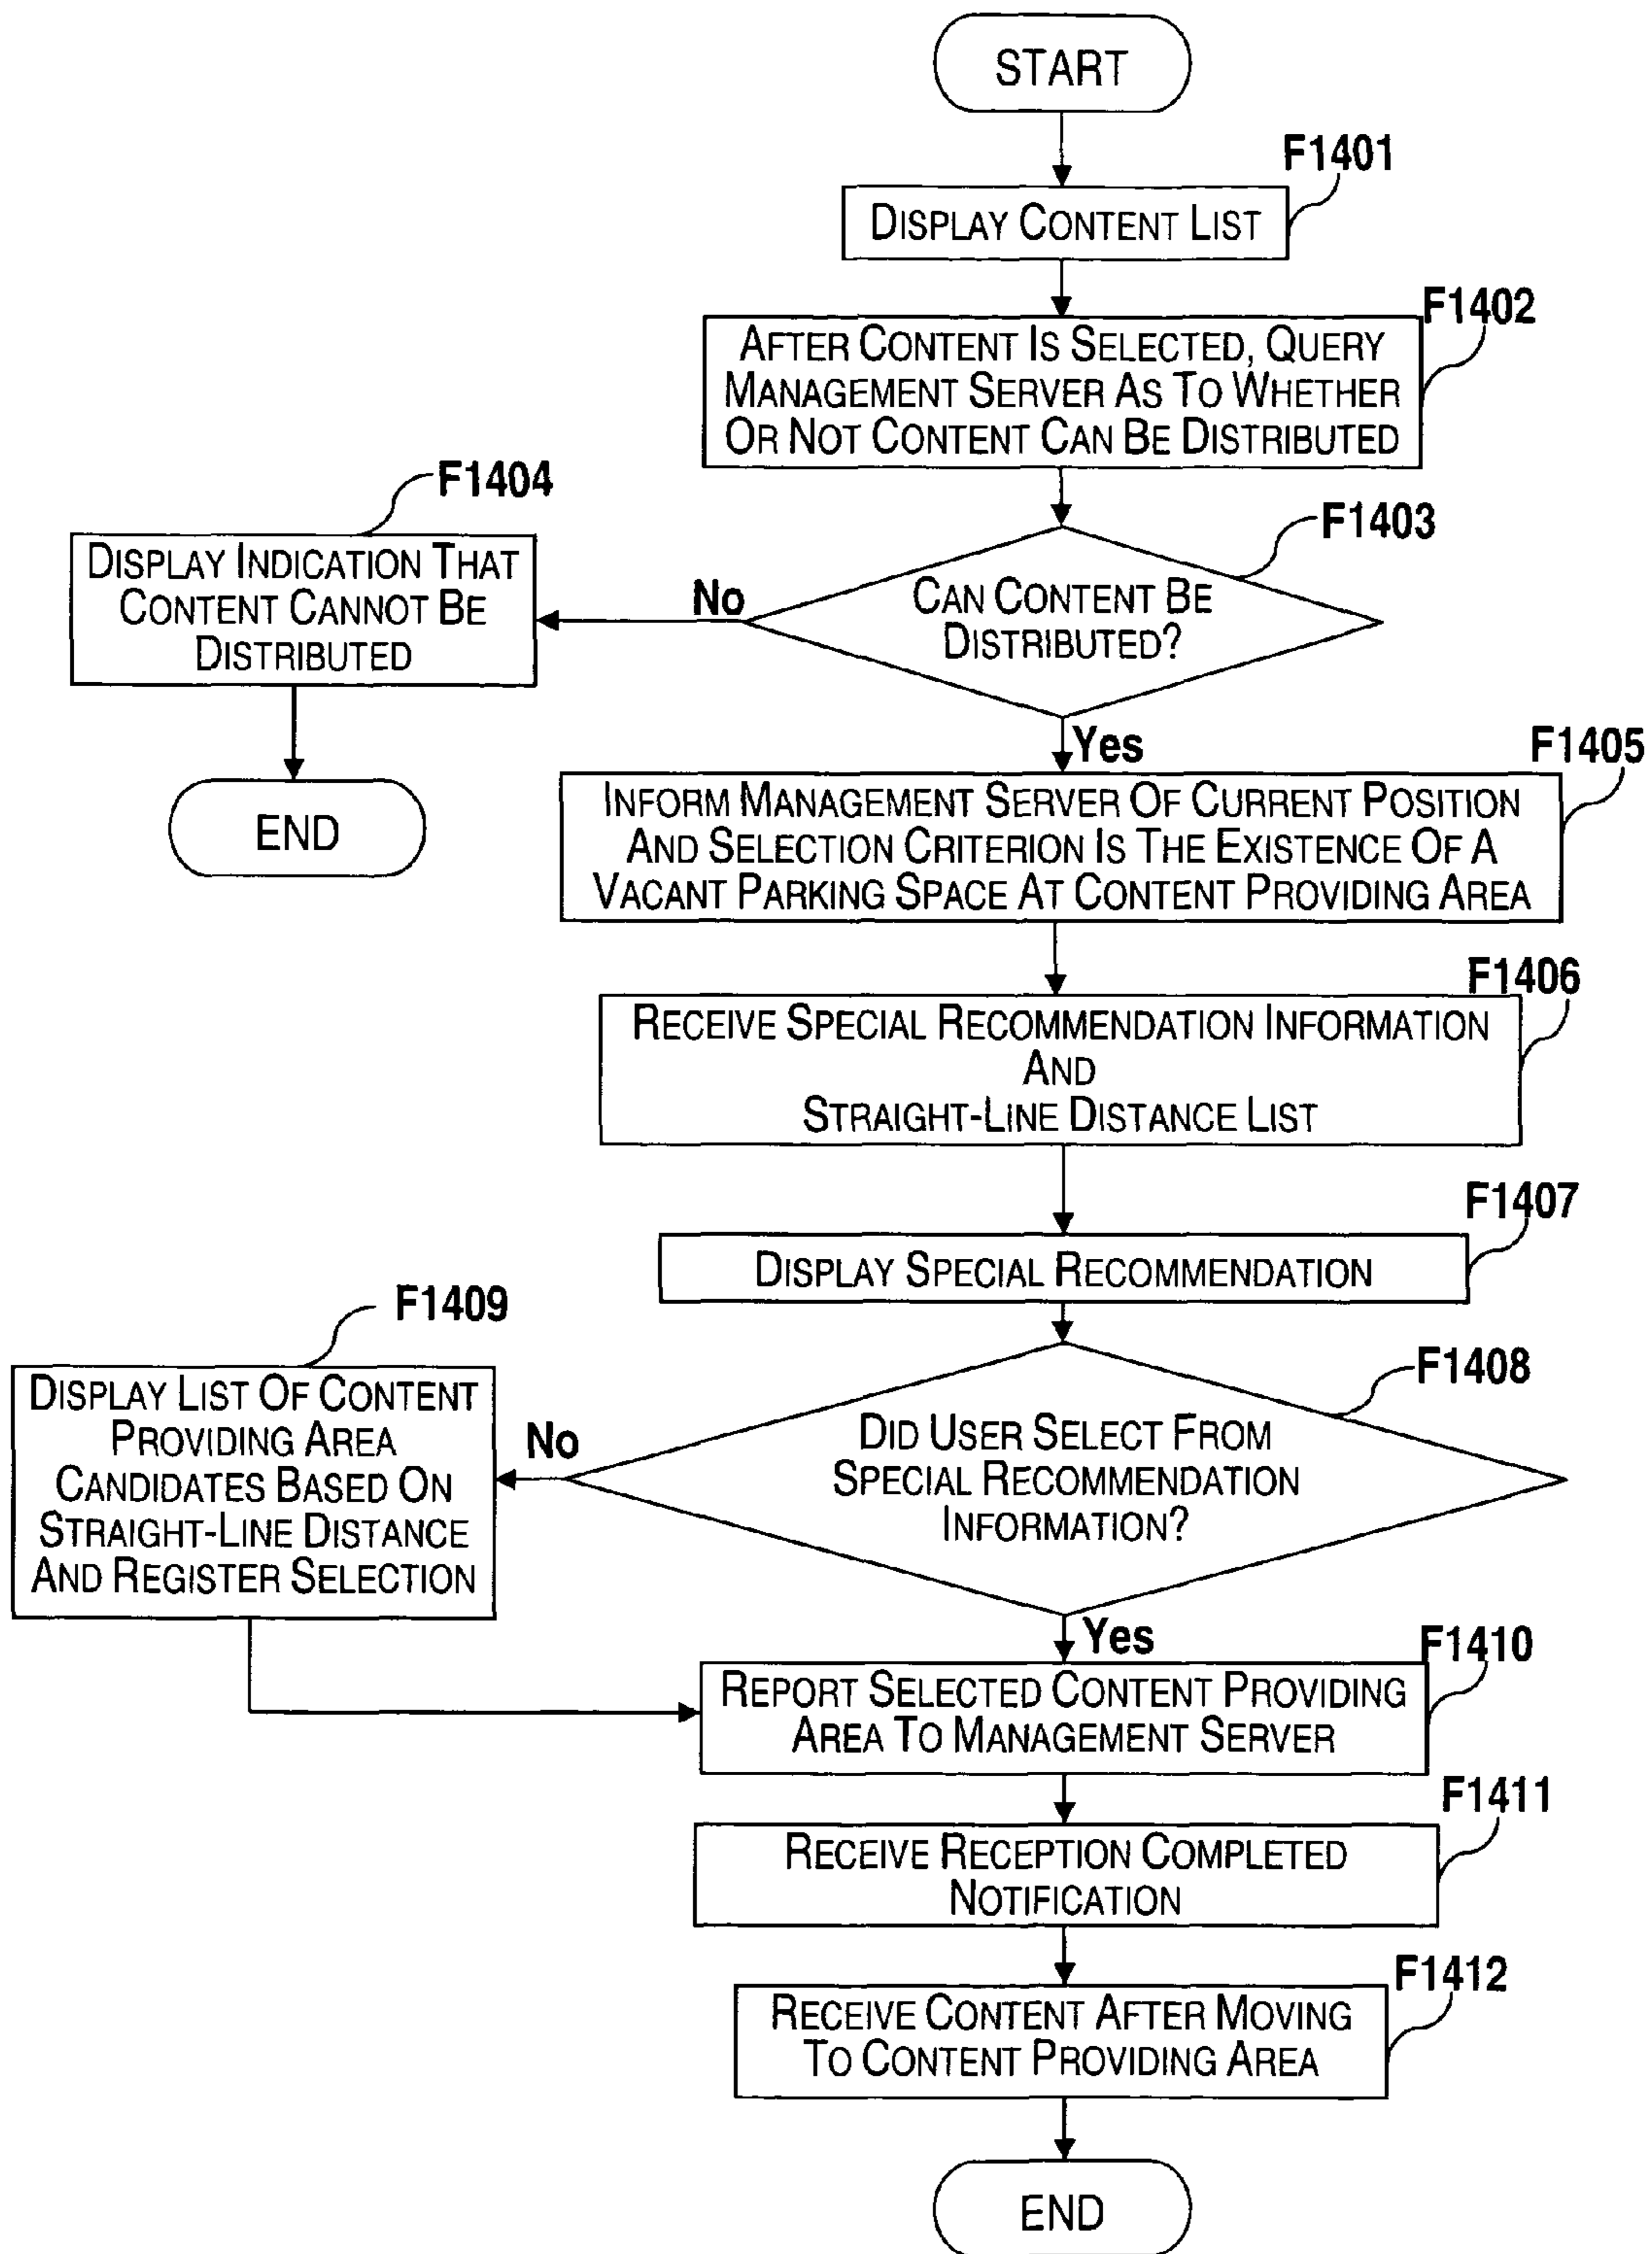 START
F1401
DISPLAY CONTENT LIST
F1402
AFTER CONTENT IS SELECTED, QUERY
MANAGEMENT SERVER AS TO WHETHER
OR NOT CONTENT CAN BE DISTRIBUTED
F1403
CAN CONTENT BE
DISTRIBUTED?
No
F1404
DISPLAY INDICATION THAT
CONTENT CANNOT BE
DISTRIBUTED
END
Yes
F1405
INFORM MANAGEMENT SERVER OF CURRENT POSITION
AND SELECTION CRITERION IS THE EXISTENCE OF A
VACANT PARKING SPACE AT CONTENT PROVIDING AREA
F1406
RECEIVE SPECIAL RECOMMENDATION INFORMATION
AND
STRAIGHT-LINE DISTANCE LIST
F1407
DISPLAY SPECIAL RECOMMENDATION
F1408
DID USER SELECT FROM
SPECIAL RECOMMENDATION
INFORMATION?
No
F1409
DISPLAY LIST OF CONTENT
PROVIDING AREA
CANDIDATES BASED ON
STRAIGHT-LINE DISTANCE
AND REGISTER SELECTION
Yes
F1410
REPORT SELECTED CONTENT PROVIDING
AREA TO MANAGEMENT SERVER
F1411
RECEIVE RECEPTION COMPLETED
NOTIFICATION
F1412
RECEIVE CONTENT AFTER MOVING
TO CONTENT PROVIDING AREA
END